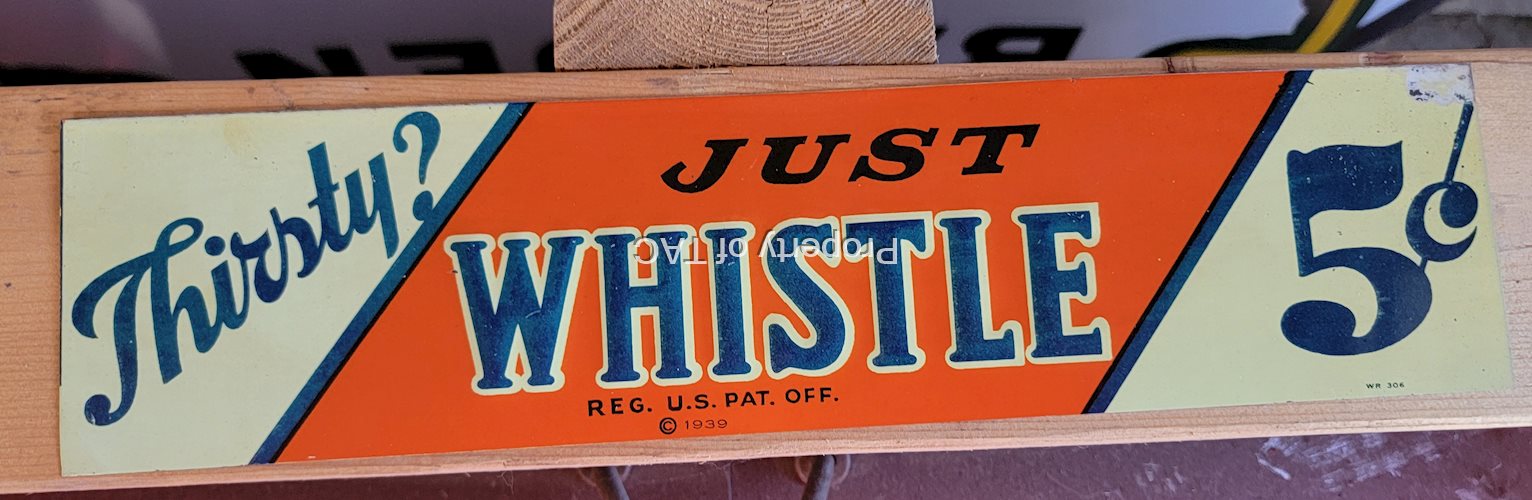 Thirsty?
JUST
WHISTLE
REG. U.S. PAT. OFF.
© 1939
5¢
WR 306
Property of TAC